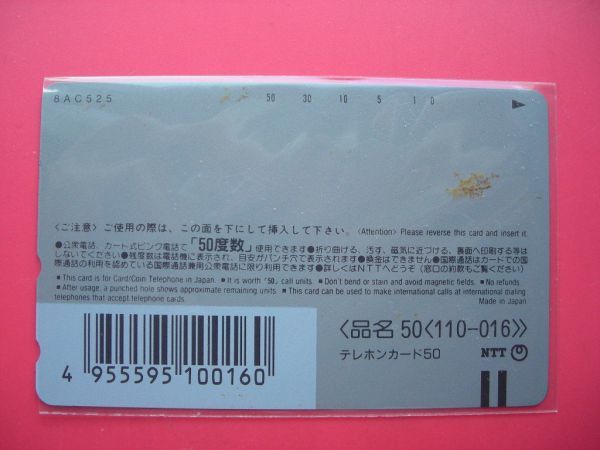 8AC525 50 30 10 5 1 0
〈ご注意〉ご使用の際は、この面を下にして挿入して下さい。〈Attention〉 Please reverse this card and insert it.
●公衆電話、カード式ピンク電話で「50度数」使用できます●折り曲げる、汚す、磁気に近づける、裏面へ印刷する等は
しないでください●残度数は電話機に表示され、目安がパンチ穴で表示されます●換金はできません●国際通話はカードでの国
際通話の利用を認めている国際通話兼用公衆電話に限り利用できます●詳しくはNTTへどうぞ（窓口の約款もご覧ください）
■This card is for Card/Coin Telephone in Japan. ■It is worth「50」call units. ■Don't bend or stain and avoid magnetic fields. ■No refunds.
■After usage, a punched hole shows approximate remaining units. ■This card can be used to make international calls at international dialing
telephones that accept telephone cards.
Made in Japan
〈品名 50〈110-016〉〉
テレホンカード50 NTT
4 955595 100160